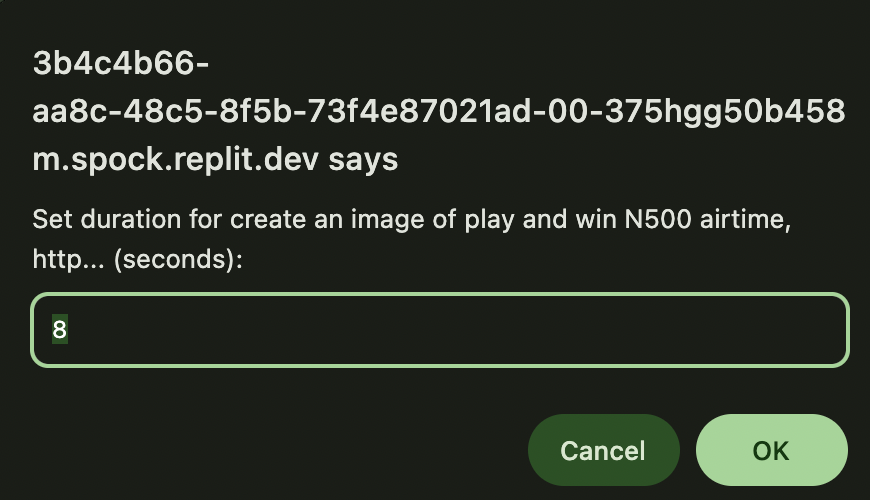 3b4c4b66-
aa8c-48c5-8f5b-73f4e87021ad-00-375hgg50b458
m.spock.replit.dev says
Set duration for create an image of play and win N500 airtime,
http... (seconds):
8
Cancel
OK